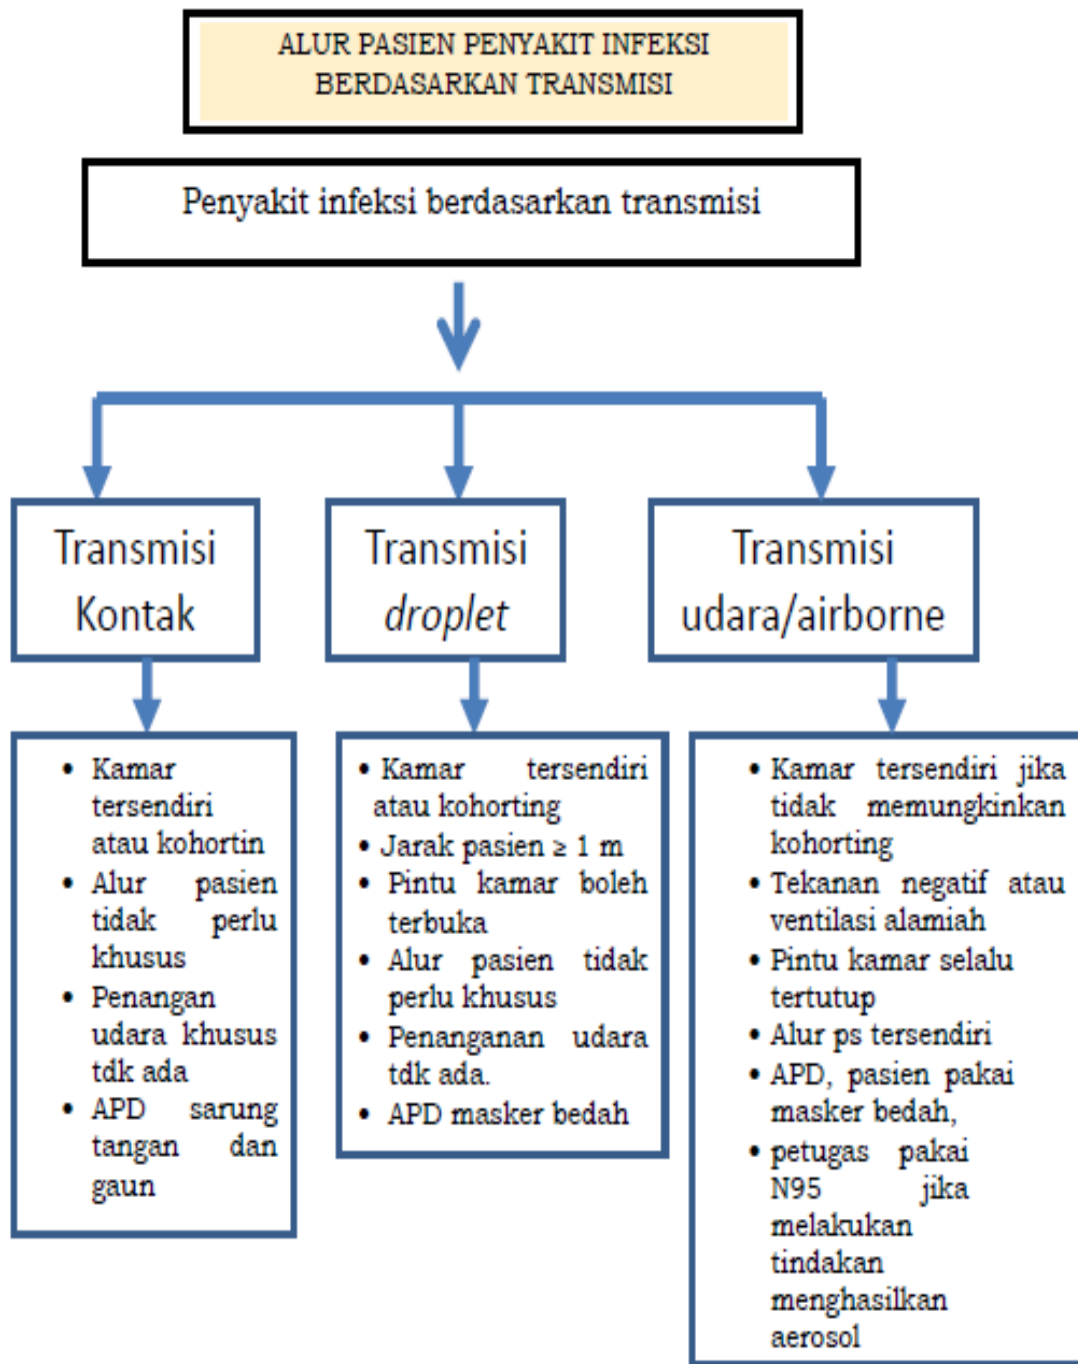 ALUR PASIEN PENYAKIT INFEKSI
BERDASARKAN TRANSMISI
Penyakit infeksi berdasarkan transmisi
Transmisi
Kontak
Transmisi
droplet
Transmisi
udara/airborne
• Kamar
tersendiri
atau kohortin
• Alur pasien
tidak perlu
khusus
• Penangan
udara khusus
tdk ada
• APD sarung
tangan dan
gaun
• Kamar tersendiri
atau kohorting
• Jarak pasien ≥ 1 m
• Pintu kamar boleh
terbuka
• Alur pasien tidak
perlu khusus
• Penanganan udara
tdk ada.
• APD masker bedah
• Kamar tersendiri jika
tidak memungkinkan
kohorting
• Tekanan negatif atau
ventilasi alamiah
• Pintu kamar selalu
tertutup
• Alur ps tersendiri
• APD, pasien pakai
masker bedah,
• petugas pakai
N95 jika
melakukan
tindakan
menghasilkan
aerosol